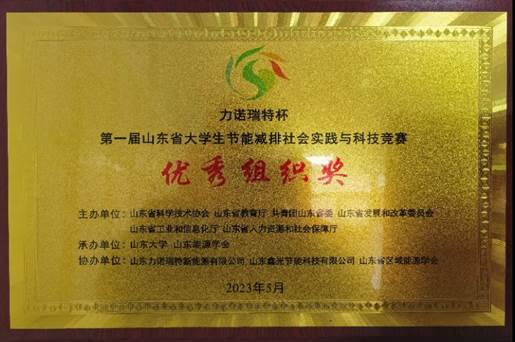 力诺瑞特杯
第一届山东省大学生节能减排社会实践与科技竞赛
优秀组织奖
主办单位：山东省科学技术协会 山东省教育厅 共青团山东省委 山东省发展和改革委员会
山东省工业和信息化厅 山东省人力资源和社会保障厅
承办单位：山东大学 山东能源学会
协办单位：山东力诺瑞特新能源有限公司 山东鑫光节能科技有限公司 山东省区域能源学会
2023年5月